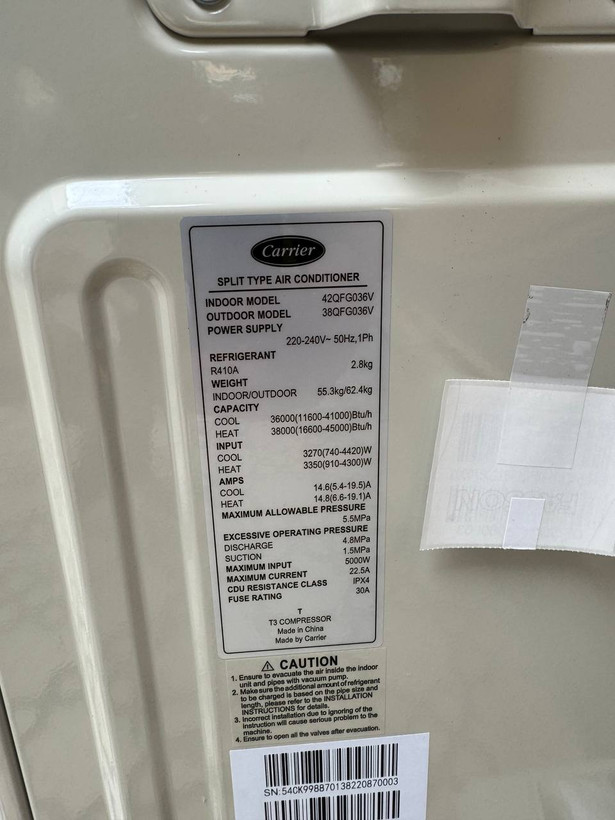 Carrier
SPLIT TYPE AIR CONDITIONER
INDOOR MODEL 42QFG036V
OUTDOOR MODEL 38QFG036V
POWER SUPPLY
220-240V~ 50Hz,1Ph
REFRIGERANT
R410A 2.8kg
WEIGHT
INDOOR/OUTDOOR 55.3kg/62.4kg
CAPACITY
COOL 36000(11600-41000)Btu/h
HEAT 38000(16600-45000)Btu/h
INPUT
COOL 3270(740-4420)W
HEAT 3350(910-4300)W
AMPS
COOL 14.6(5.4-19.5)A
HEAT 14.8(6.6-19.1)A
MAXIMUM ALLOWABLE PRESSURE
5.5MPa
EXCESSIVE OPERATING PRESSURE
DISCHARGE 4.8MPa
SUCTION 1.5MPa
MAXIMUM INPUT 5000W
MAXIMUM CURRENT 22.5A
CDU RESISTANCE CLASS IPX4
FUSE RATING 30A
T
T3 COMPRESSOR
Made in China
Made by Carrier
⚠ CAUTION
1. Ensure to evacuate the air inside the indoor
unit and pipes with vacuum pump.
2. Make sure the additional amount of refrigerant
to be charged is based on the pipe size and
length, please refer to the INSTALLATION
INSTRUCTIONS for details.
3. Incorrect installation due to ignoring of the
instruction will cause serious problem to the
machine.
4. Ensure to open all the valves after evacuation.
SN:54CK998870138220870003